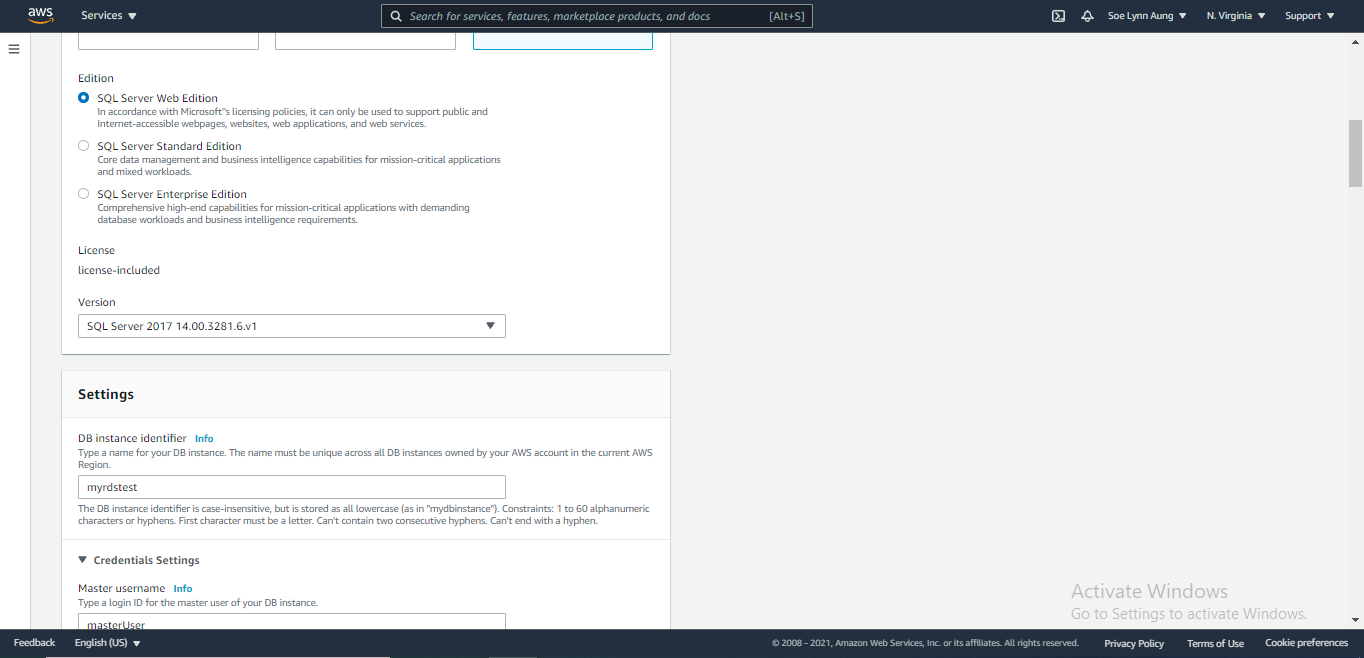 aws
Services
Search for services, features, marketplace products, and docs [Alt+S]
Soe Lynn Aung
N. Virginia
Support
Edition
SQL Server Web Edition
In accordance with Microsoft"s licensing policies, it can only be used to support public and
Internet-accessible webpages, websites, web applications, and web services.
SQL Server Standard Edition
Core data management and business intelligence capabilities for mission-critical applications
and mixed workloads.
SQL Server Enterprise Edition
Comprehensive high-end capabilities for mission-critical applications with demanding
database workloads and business intelligence requirements.
License
license-included
Version
SQL Server 2017 14.00.3281.6.v1
Settings
DB instance identifier Info
Type a name for your DB instance. The name must be unique across all DB instances owned by your AWS account in the current AWS
Region.
myrdstest
The DB instance identifier is case-insensitive, but is stored as all lowercase (as in "mydbinstance"). Constraints: 1 to 60 alphanumeric
characters or hyphens. First character must be a letter. Can't contain two consecutive hyphens. Can't end with a hyphen.
Credentials Settings
Master username Info
Type a login ID for the master user of your DB instance.
masterUser
Activate Windows
Go to Settings to activate Windows.
Feedback
English (US)
© 2008 - 2021, Amazon Web Services, Inc. or its affiliates. All rights reserved.
Privacy Policy
Terms of Use
Cookie preferences